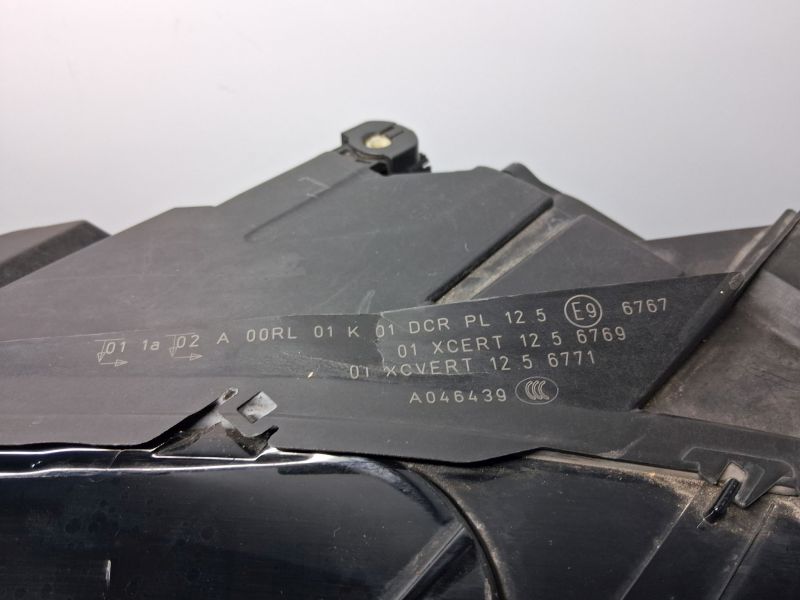 01 1a 02 A 00RL 01 K 01 DCR PL 12 5 E9 6767
01 XCERT 12 5 6769
01 XCVERT 12 5 6771
A046439 CCC